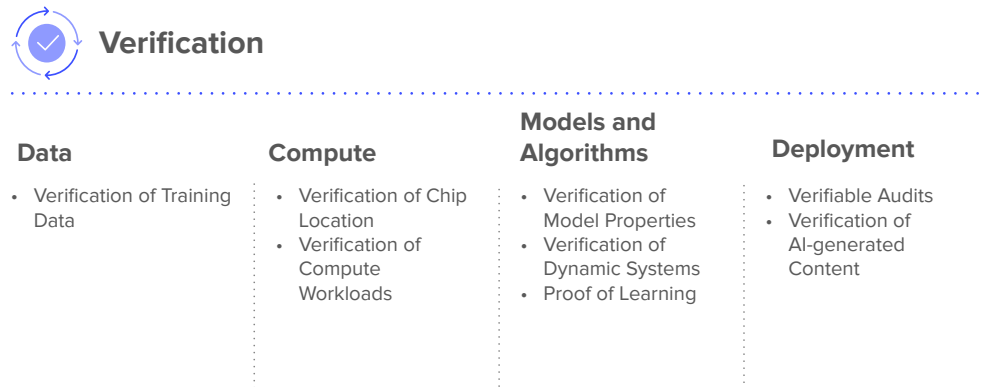 Verification
Data
• Verification of Training
Data
Compute
• Verification of Chip
Location
• Verification of
Compute
Workloads
Models and
Algorithms
• Verification of
Model Properties
• Verification of
Dynamic Systems
• Proof of Learning
Deployment
• Verifiable Audits
• Verification of
AI-generated
Content